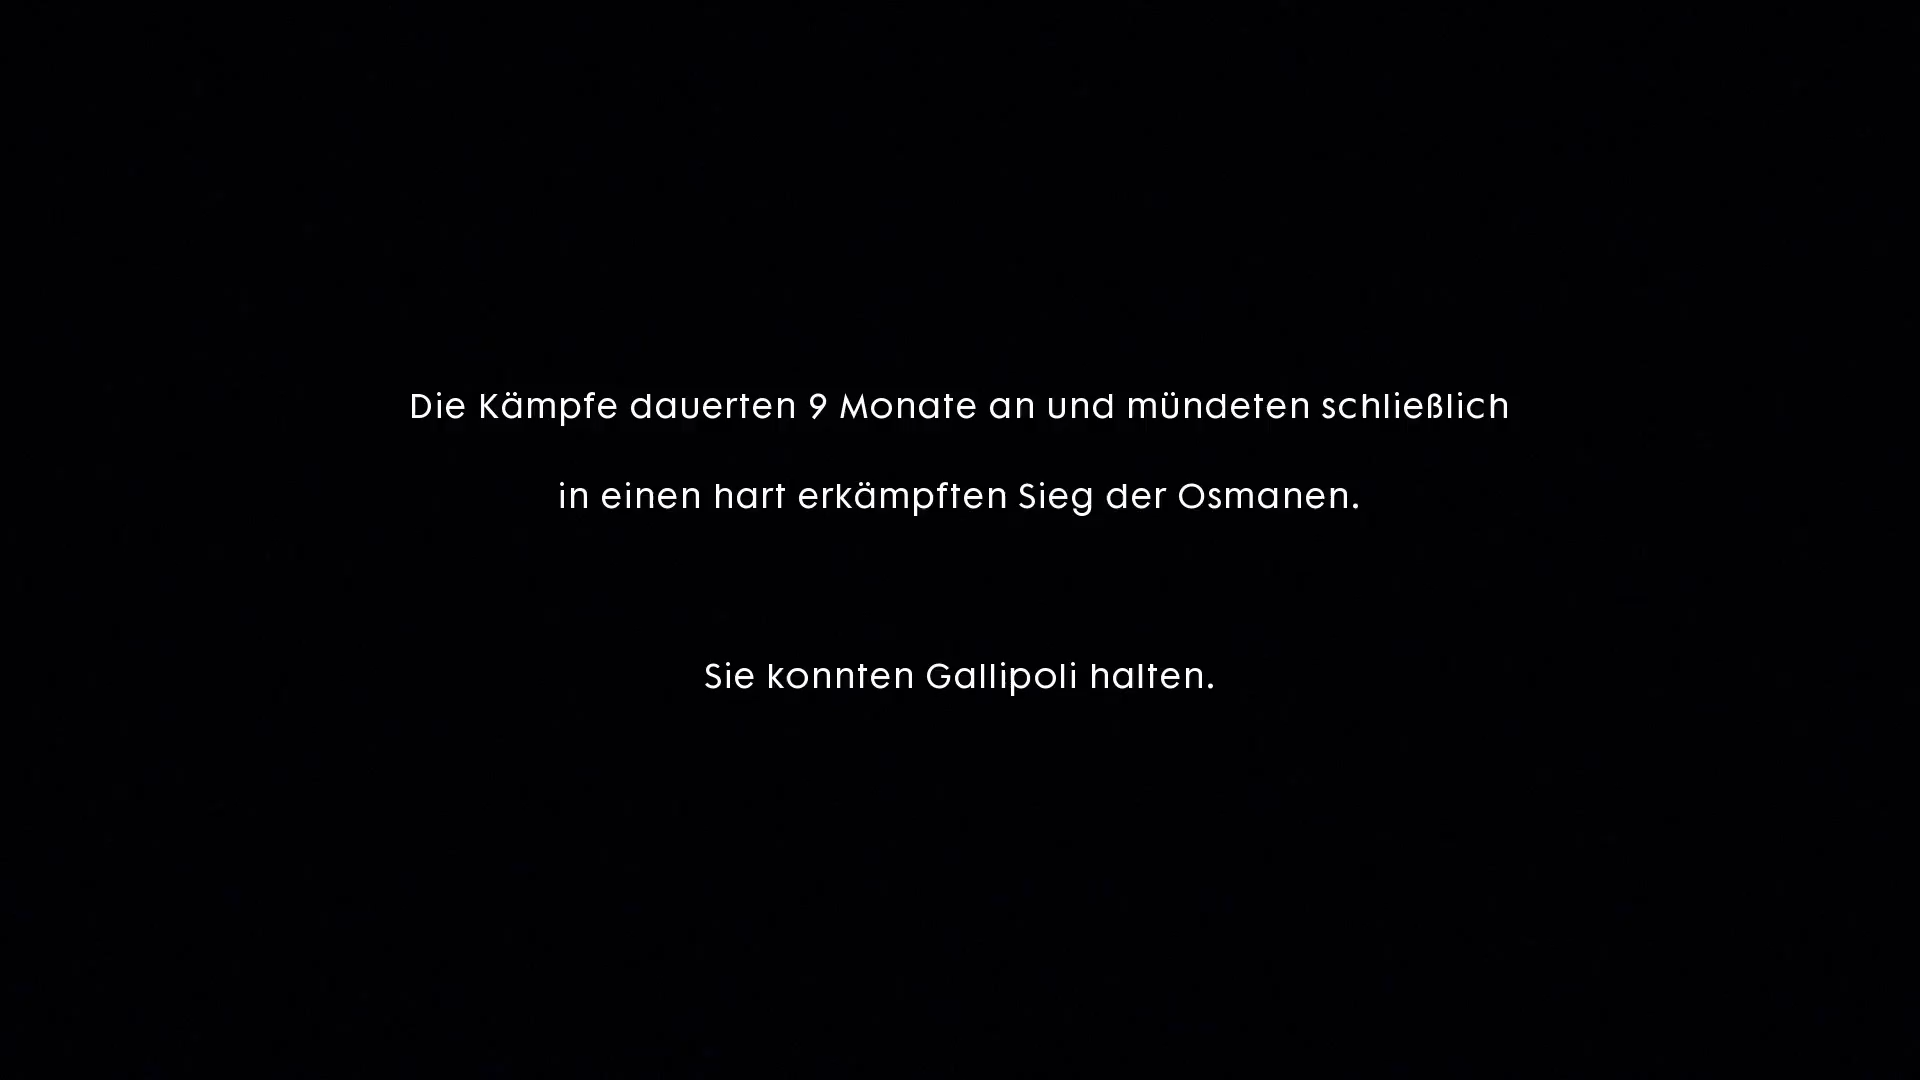 Die Kämpfe dauerten 9 Monate an und mündeten schließlich
in einen hart erkämpften Sieg der Osmanen.
Sie konnten Gallipoli halten.